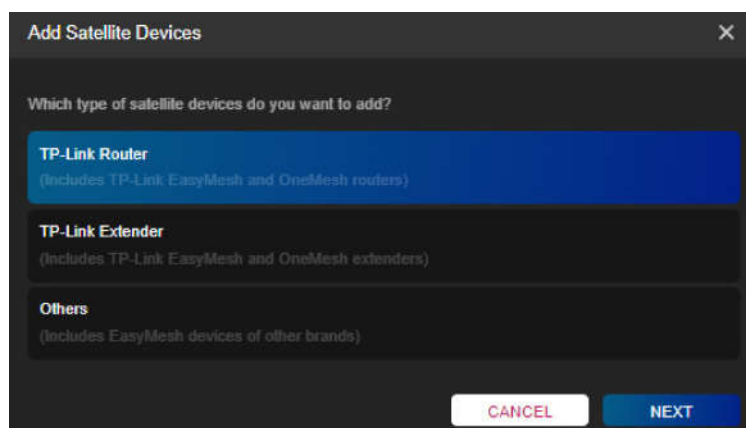 Add Satellite Devices
Which type of satellite devices do you want to add?
TP-Link Router
(Includes TP-Link EasyMesh and OneMesh routers)
TP-Link Extender
(Includes TP-Link EasyMesh and OneMesh extenders)
Others
(Includes EasyMesh devices of other brands)
CANCEL NEXT